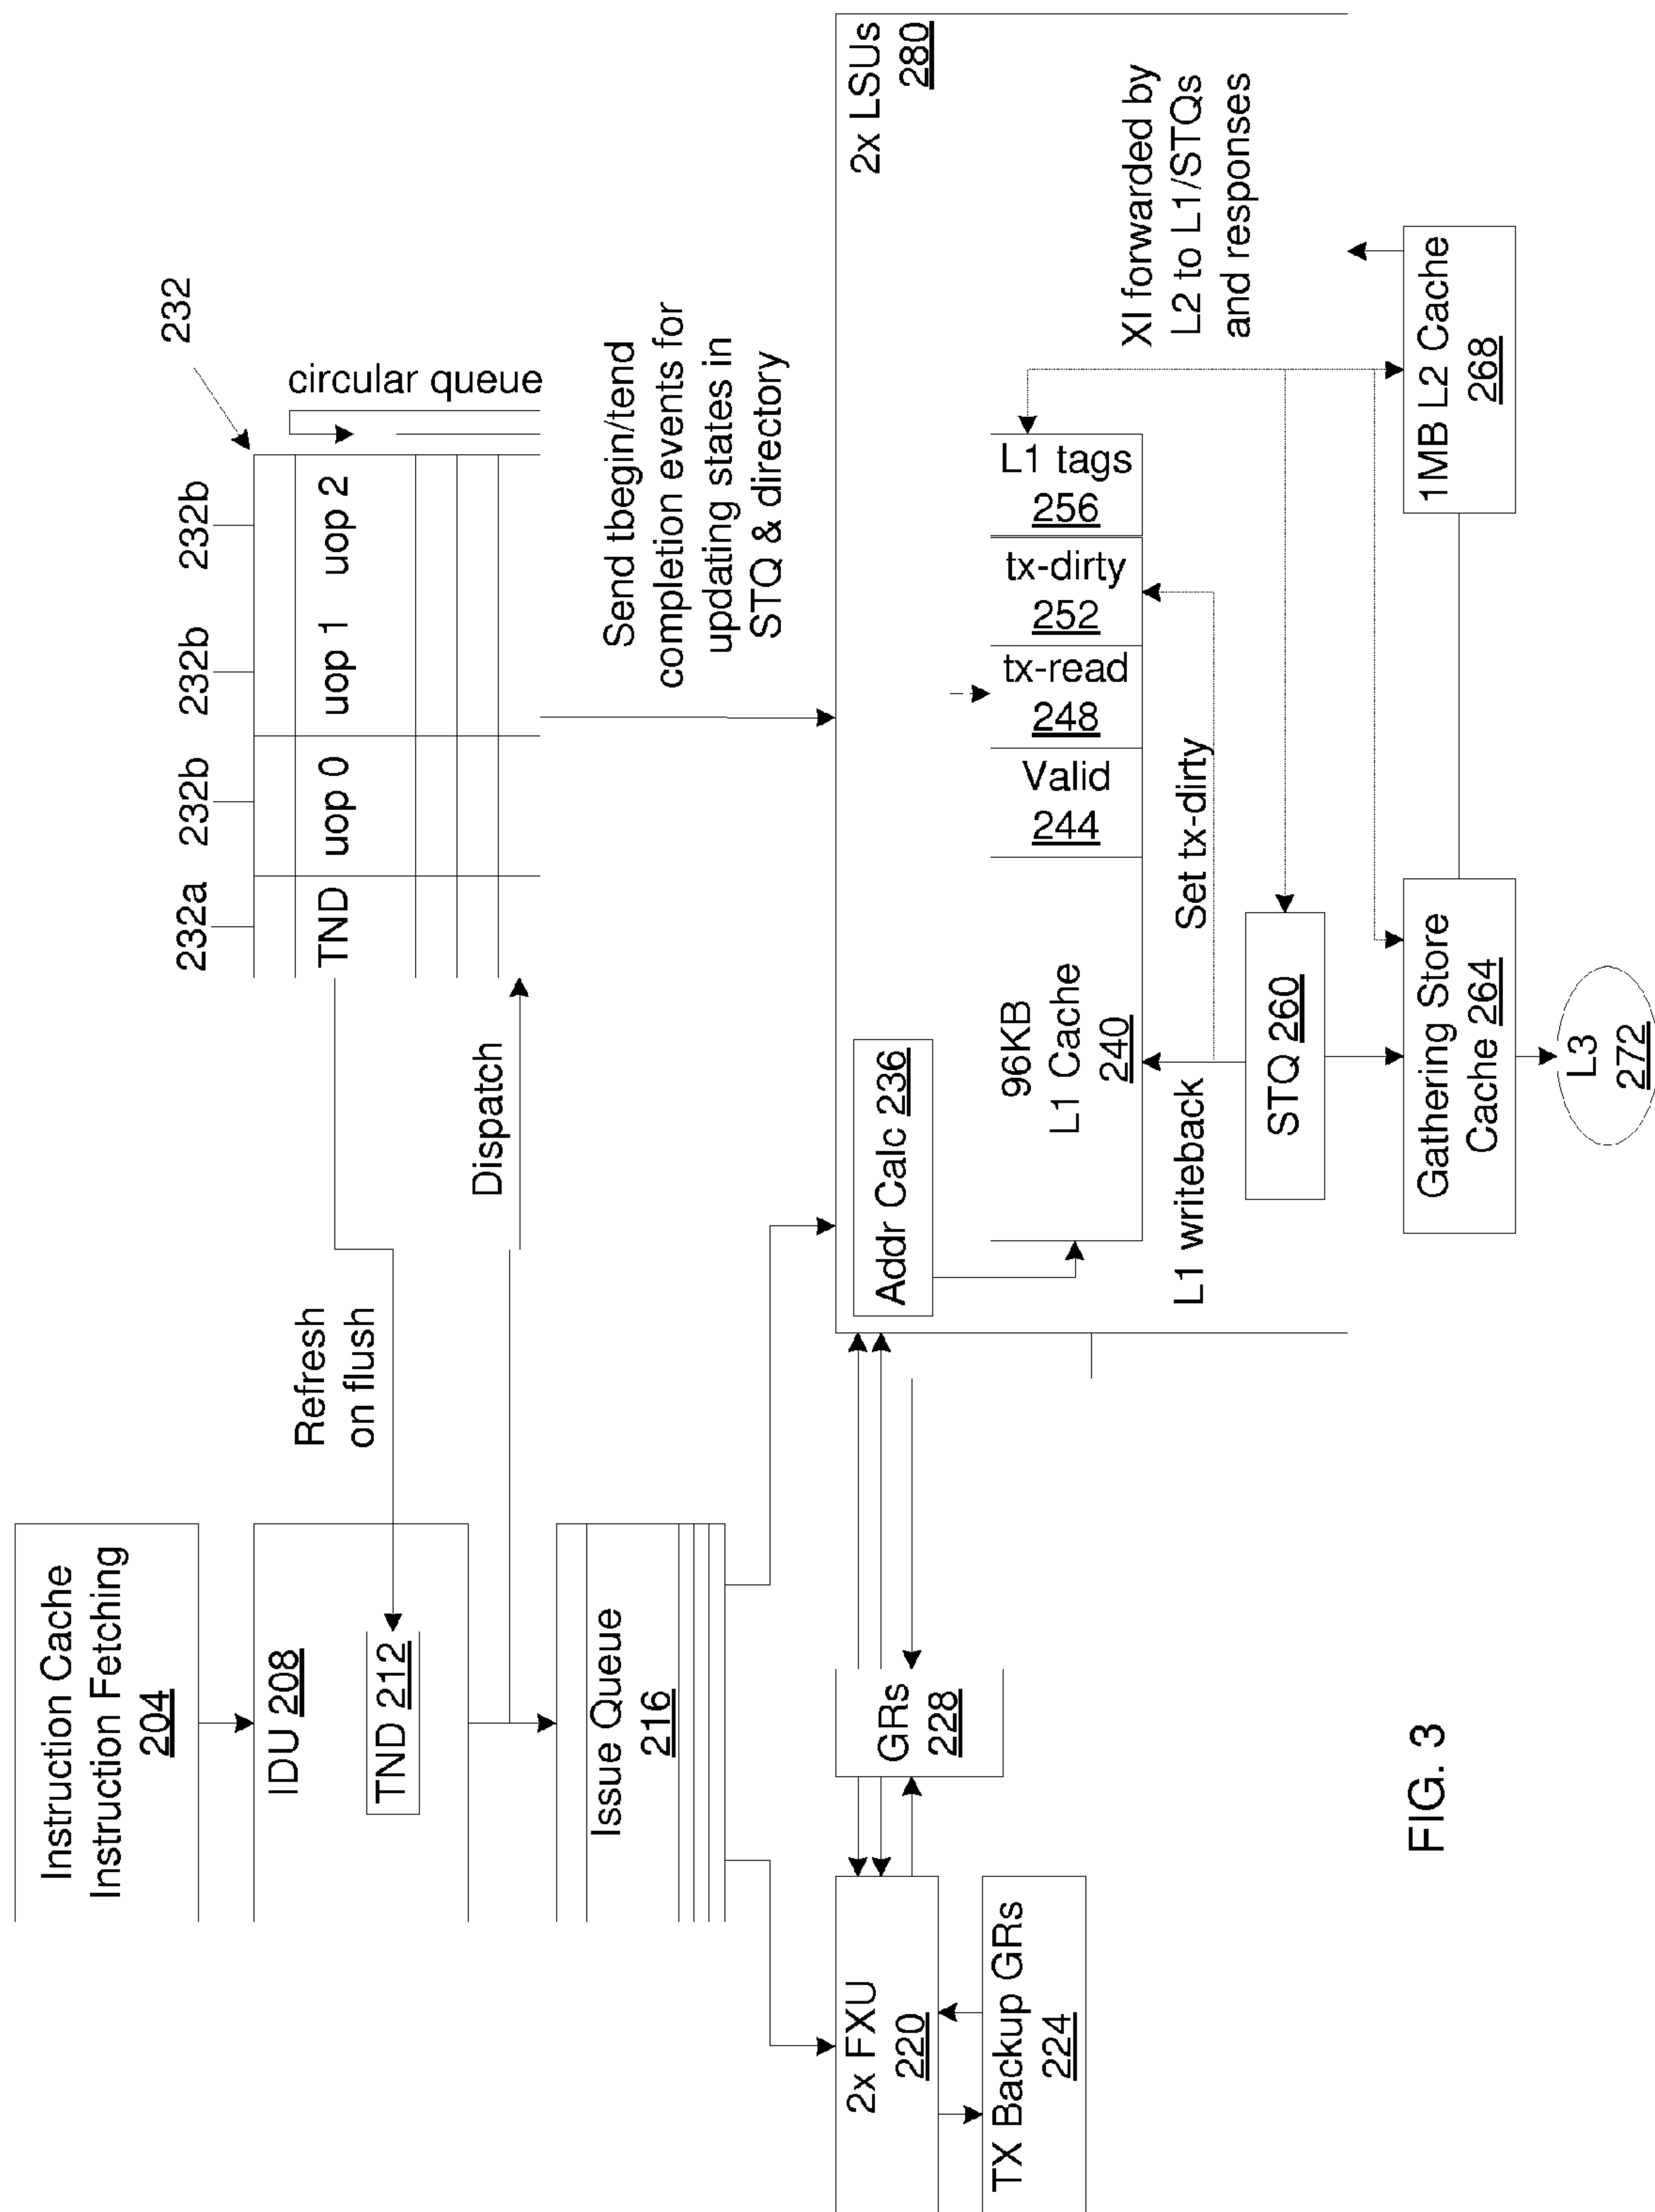 Instruction Cache
Instruction Fetching
204
IDU 208
TND 212
Refresh
on flush
Dispatch
Issue Queue
216
232
232a
232b
232b
232b
TND
uop 0
uop 1
uop 2
circular queue
Send tbegin/tend
completion events for
updating states in
STQ & directory
2x FXU
220
TX Backup GRs
224
GRs
228
2x LSUs
280
Addr Calc 236
96KB
L1 Cache
240
Valid
244
tx-read
248
tx-dirty
252
L1 tags
256
L1 writeback
Set tx-dirty
XI forwarded by
L2 to L1/STQs
and responses
STQ 260
Gathering Store
Cache 264
1MB L2 Cache
268
L3
272
FIG. 3